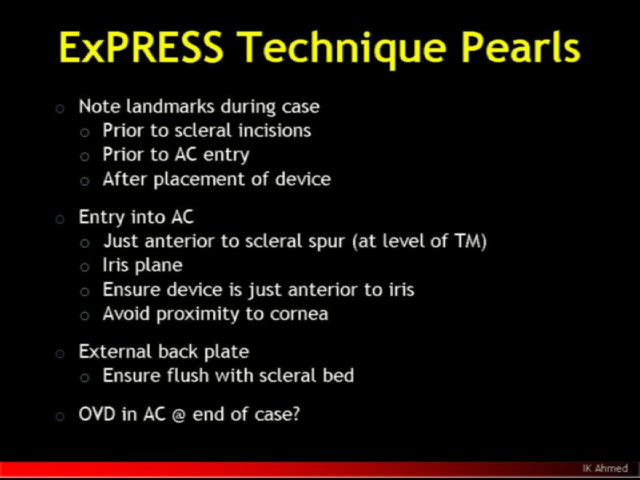 ExPRESS Technique Pearls
Note landmarks during case
Prior to scleral incisions
Prior to AC entry
After placement of device
Entry into AC
Just anterior to scleral spur (at level of TM)
Iris plane
Ensure device is just anterior to iris
Avoid proximity to cornea
External back plate
Ensure flush with scleral bed
OVD in AC @ end of case?
IK Ahmed